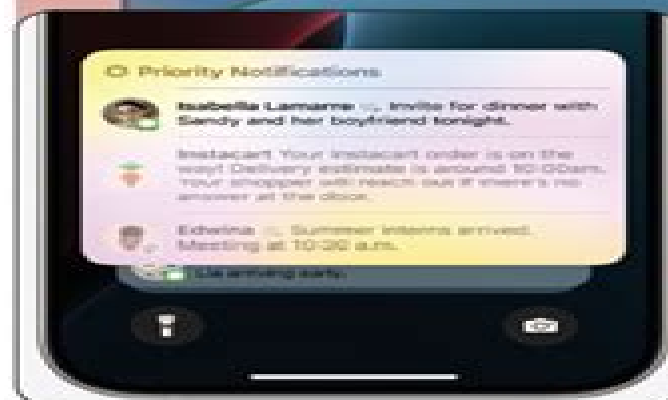 Priority Notifications
Isabella Lamarre Invite for dinner with
Sandy and her boyfriend tonight.
Instacart Your Instacart order is on the
way! Delivery estimate is around 10:00am.
Your shopper will reach out if there's no
answer at the door.
Edwina Summer interns arrived.
Meeting at 10:20 a.m.
arriving early.